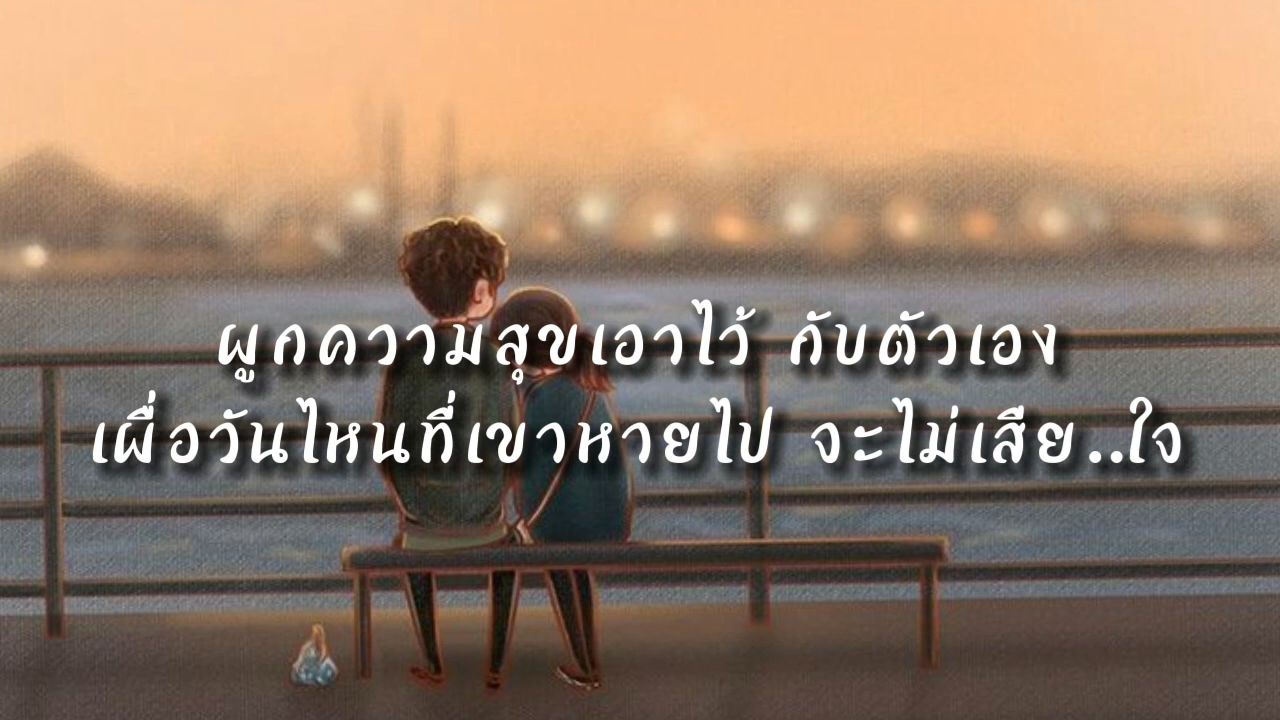 ผูกความสุขเอาไว้ กับตัวเอง
เผื่อวันไหนที่เขาหายไป จะไม่เสีย..ใจ